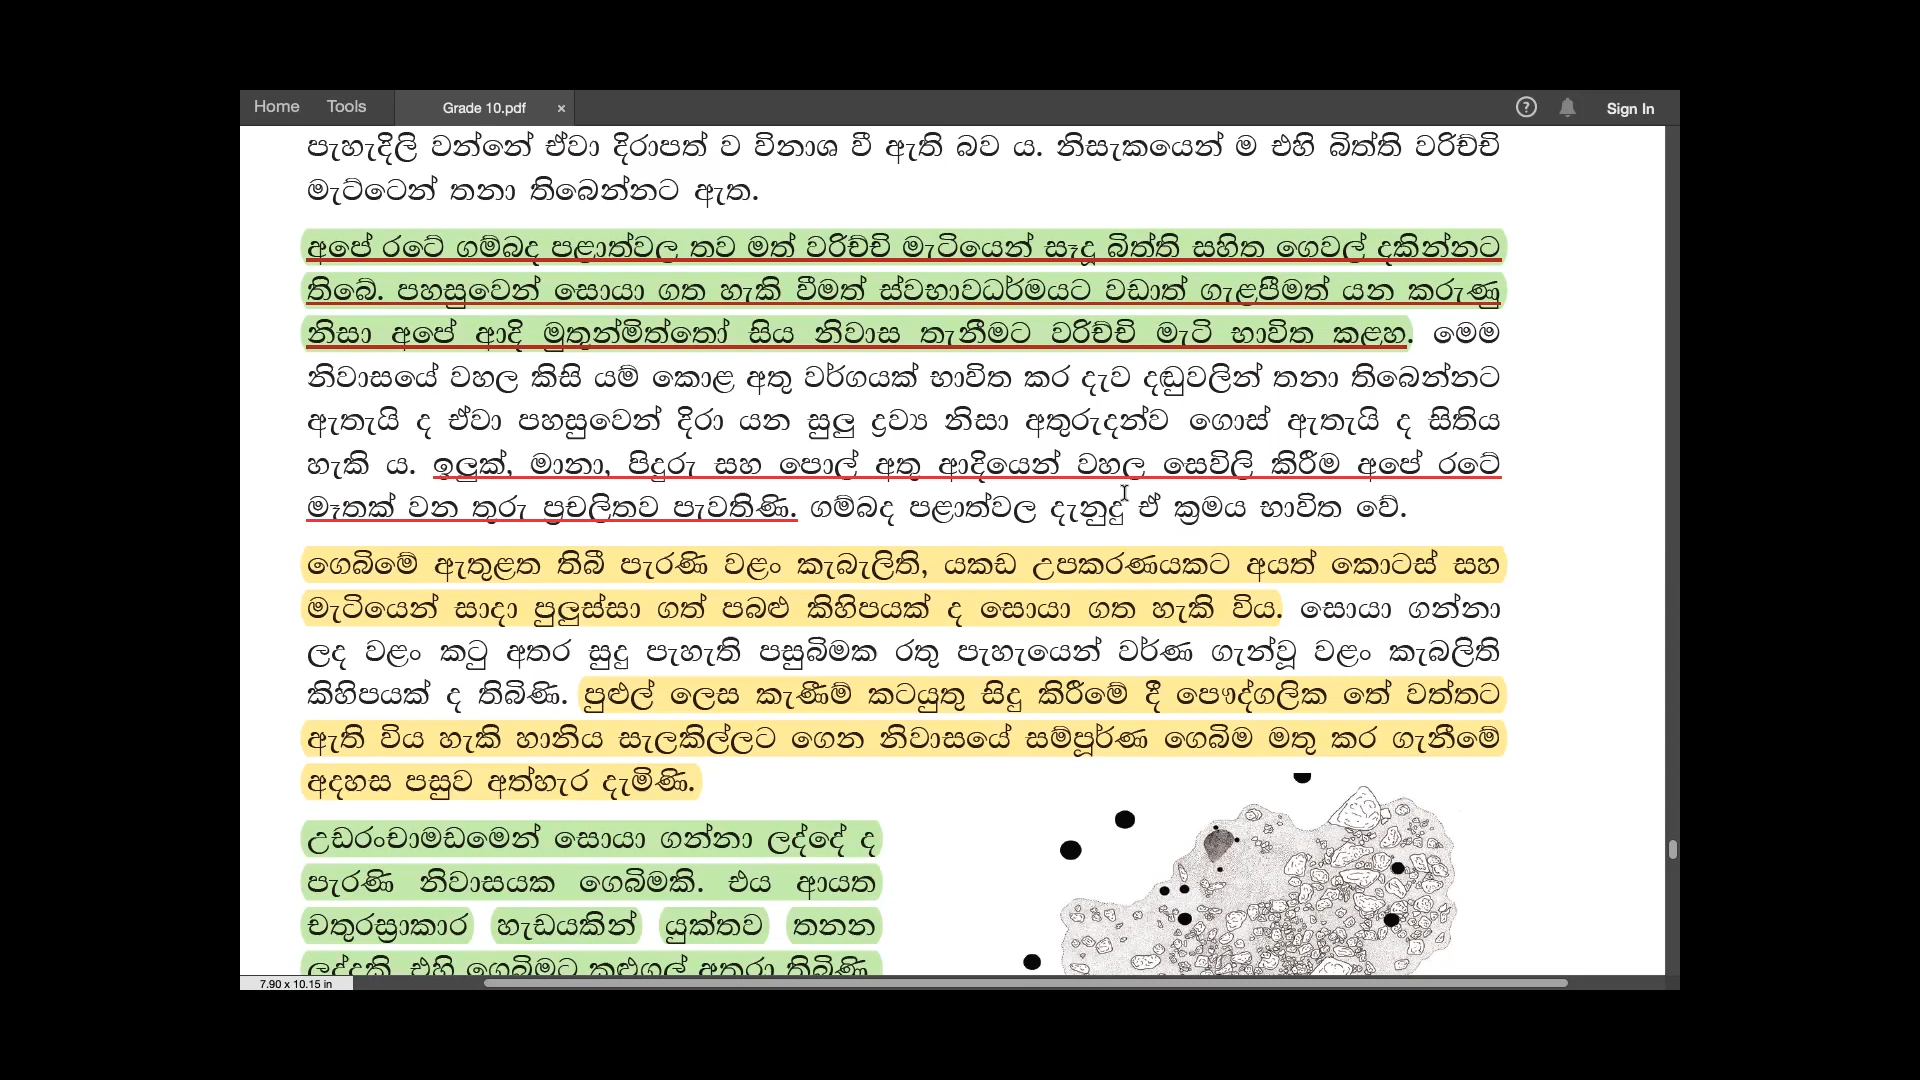 Home Tools Grade 10.pdf × ? Sign In
පැහැදිලි වන්නේ ඒවා දිරාපත් ව විනාශ වී ඇති බව ය. නිසැකයෙන් ම එහි බිත්ති වරිච්චි
මැට්ටෙන් තනා තිබෙන්නට ඇත.
අපේ රටේ ගම්බද පළාත්වල තව මත් වරිච්චි මැටියෙන් සෑදූ බිත්ති සහිත ගෙවල් දකින්නට
තිබේ. පහසුවෙන් සොයා ගත හැකි වීමත් ස්වභාවධර්මයට වඩාත් ගැළපීමත් යන කරුණු
නිසා අපේ ආදි මුතුන්මිත්තෝ සිය නිවාස තැනීමට වරිච්චි මැටි භාවිත කළහ. මෙම
නිවාසයේ වහල කිසි යම් කොළ අතු වර්ගයක් භාවිත කර දැව දඬුවලින් තනා තිබෙන්නට
ඇතැයි ද ඒවා පහසුවෙන් දිරා යන සුලු ද්‍රව්‍ය නිසා අතුරුදන්ව ගොස් ඇතැයි ද සිතිය
හැකි ය. ඉලුක්, මානා, පිදුරු සහ පොල් අතු ආදියෙන් වහල සෙවිලි කිරීම අපේ රටේ
මෑතක් වන තුරු ප්‍රචලිතව පැවතිණි. ගම්බද පළාත්වල දැනුදු ඒ ක්‍රමය භාවිත වේ.
ගෙබිමේ ඇතුළත තිබී පැරණි වළං කැබැලිති, යකඩ උපකරණයකට අයත් කොටස් සහ
මැටියෙන් සාදා පුලුස්සා ගත් පබළු කිහිපයක් ද සොයා ගත හැකි විය. සොයා ගන්නා
ලද වළං කටු අතර සුදු පැහැති පසුබිමක රතු පැහැයෙන් වර්ණ ගැන්වූ වළං කැබලිති
කිහිපයක් ද තිබිණි. පුළුල් ලෙස කැණීම් කටයුතු සිදු කිරීමේ දී පෞද්ගලික තේ වත්තට
ඇති විය හැකි හානිය සැලකිල්ලට ගෙන නිවාසයේ සම්පූර්ණ ගෙබිම මතු කර ගැනීමේ
අදහස පසුව අත්හැර දැමිණි.
උඩරංචාමඩමෙන් සොයා ගන්නා ලද්දේ ද
පැරණි නිවාසයක ගෙබිමකි. එය ආයත
චතුරස්‍රාකාර හැඩයකින් යුක්තව තනන
ලද්දකි. එහි ගෙබිමට කළුගල් අතුරා තිබිණි.
7.90 x 10.15 in